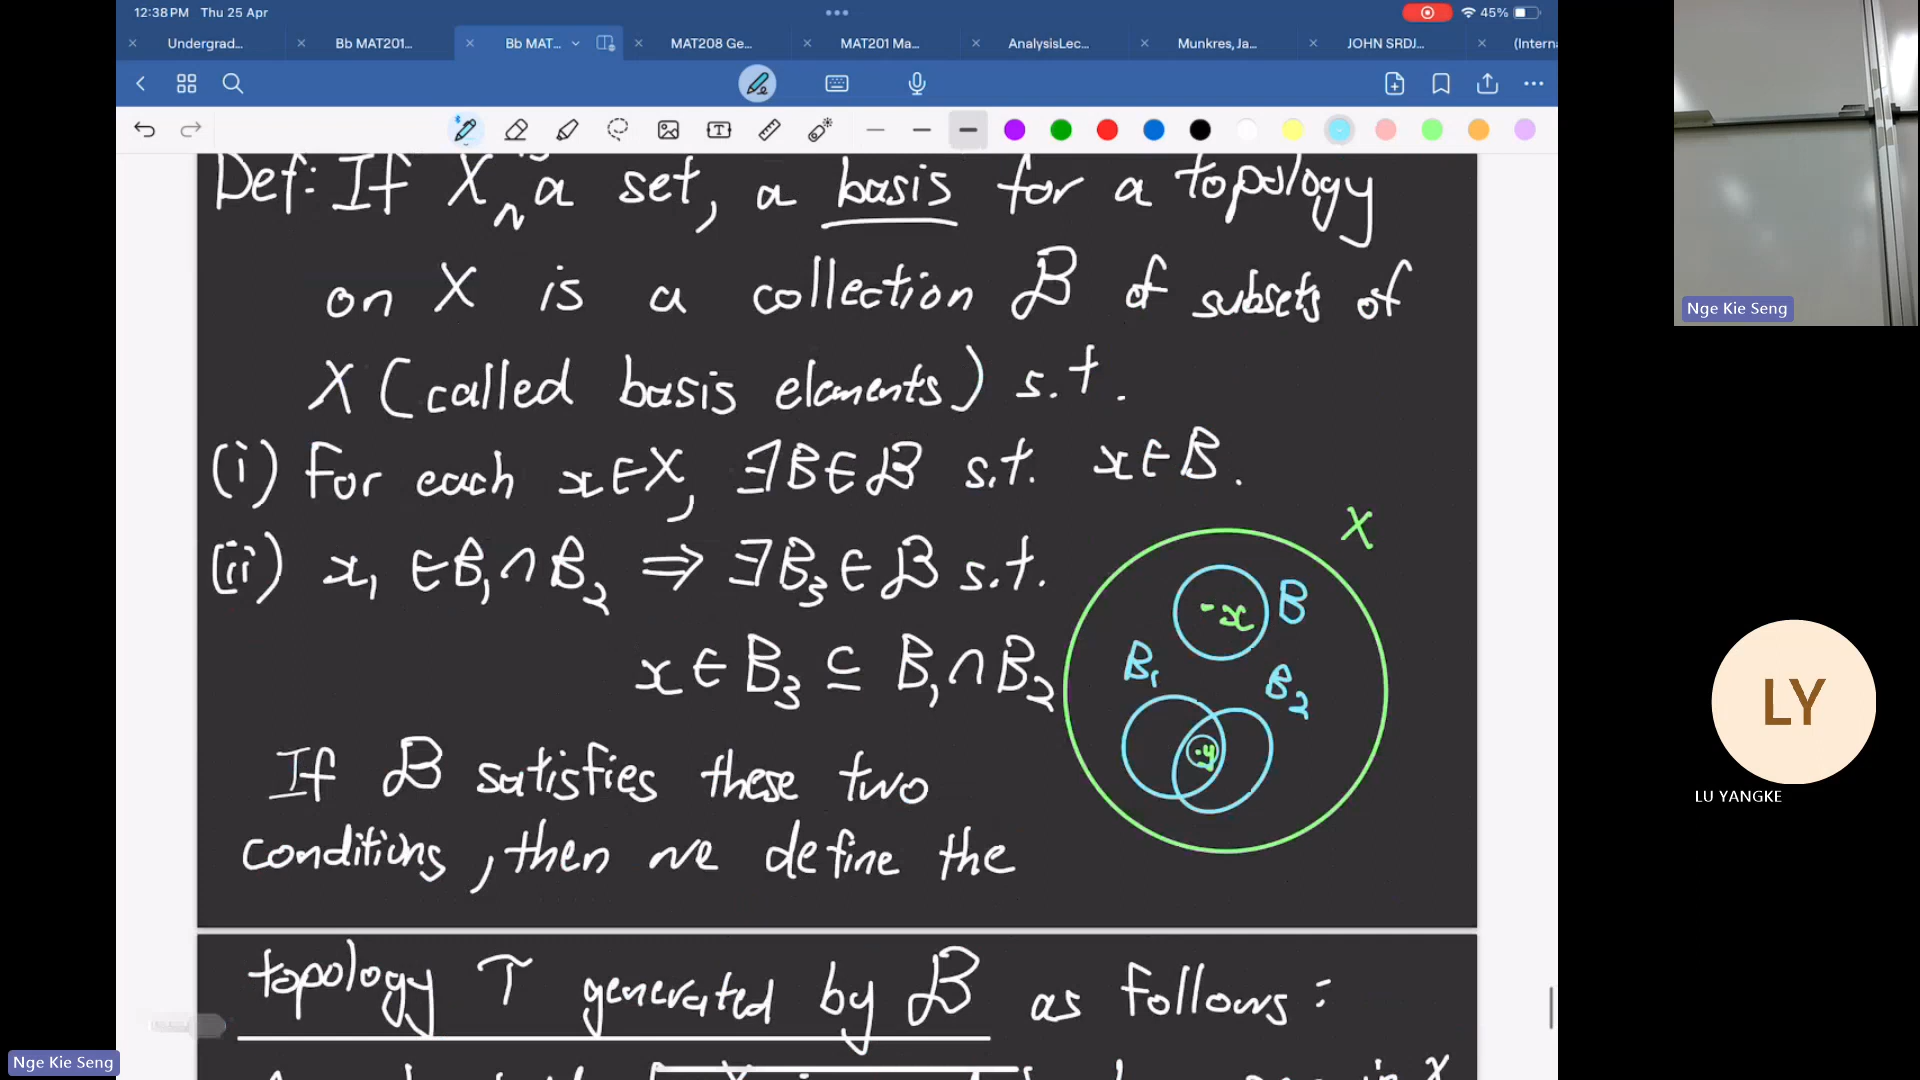 12:38 PM Thu 25 Apr
45%
Undergrad...
Bb MAT201...
Bb MAT...
MAT208 Ge...
MAT201 Ma...
AnalysisLec...
Munkres, Ja...
JOHN SRDJ...
(Intern
Def: If X is a set, a basis for a topology
on X is a collection ℬ of subsets of
X (called basis elements) s.t.
(i) For each x∈X, ∃B∈ℬ s.t. x∈B.
(ii) x, ∈B₁∩B₂ ⇒ ∃B₃∈ℬ s.t.
x ∈ B₃ ⊆ B₁∩B₂
X
·x B
B₁
B₂
·y
If ℬ satisfies these two
conditions, then we define the
topology T generated by ℬ as follows:
Nge Kie Seng
LY
LU YANGKE
Nge Kie Seng